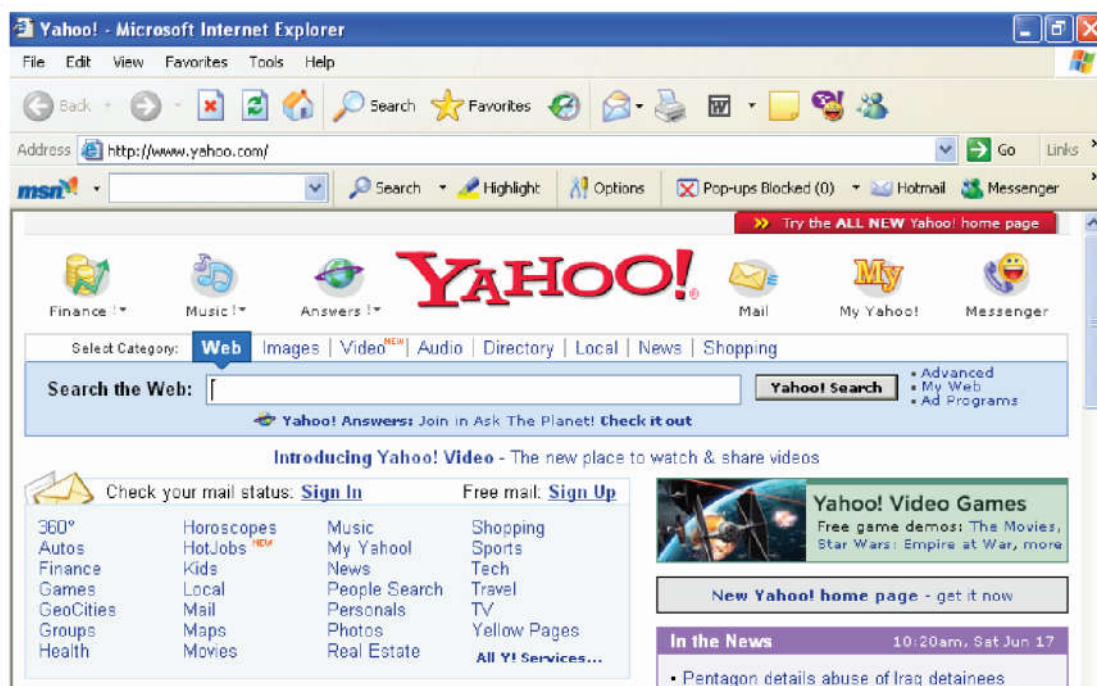 Yahoo! - Microsoft Internet Explorer
File Edit View Favorites Tools Help
Back Search Favorites
Address http://www.yahoo.com/ Go Links
msn Search Highlight Options Pop-ups Blocked (0) Hotmail Messenger
Try the ALL NEW Yahoo! home page
YAHOO!
Finance ! Music ! Answers ! Mail My Yahoo! Messenger
Select Category: Web Images | Video NEW | Audio | Directory | Local | News | Shopping
Search the Web: Yahoo! Search
• Advanced
• My Web
• Ad Programs
Yahoo! Answers: Join in Ask The Planet! Check it out
Introducing Yahoo! Video - The new place to watch & share videos
Check your mail status: Sign In Free mail: Sign Up
360° Horoscopes Music Shopping
Autos HotJobs NEW My Yahoo! Sports
Finance Kids News Tech
Games Local People Search Travel
GeoCities Mail Personals TV
Groups Maps Photos Yellow Pages
Health Movies Real Estate All Y! Services...
Yahoo! Video Games
Free game demos: The Movies,
Star Wars: Empire at War, more
New Yahoo! home page - get it now
In the News 10:20am, Sat Jun 17
• Pentagon details abuse of Iraq detainees